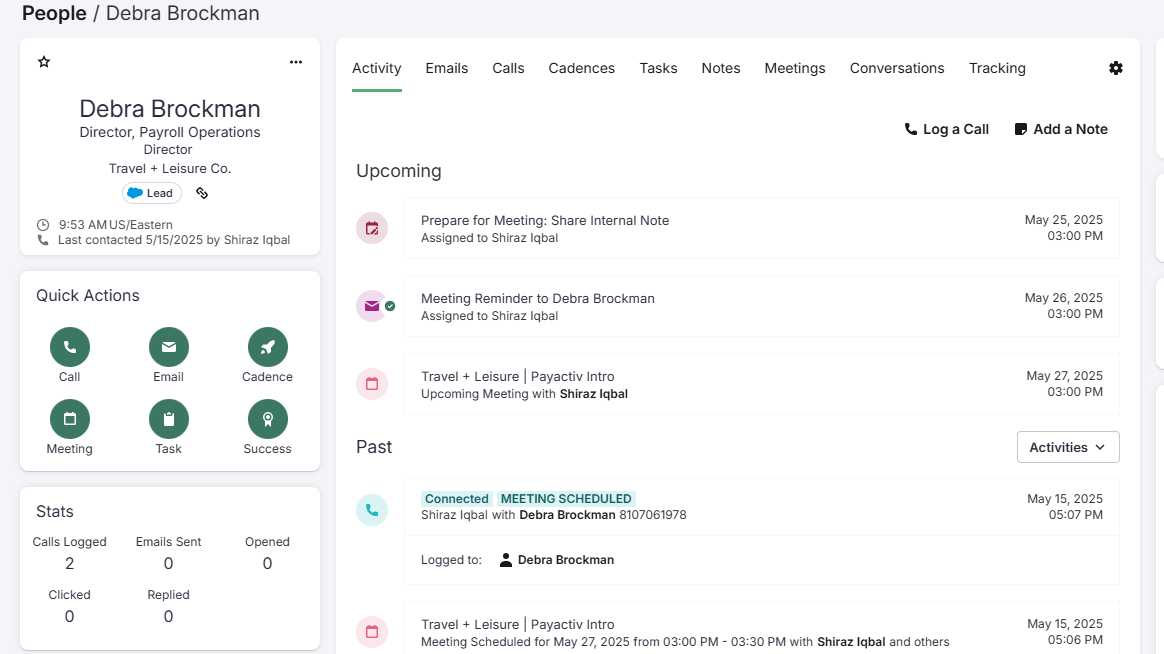 People / Debra Brockman
Debra Brockman
Director, Payroll Operations
Director
Travel + Leisure Co.
Lead
9:53 AM US/Eastern
Last contacted 5/15/2025 by Shiraz Iqbal
Quick Actions
Call
Email
Cadence
Meeting
Task
Success
Stats
Calls Logged
2
Emails Sent
0
Opened
0
Clicked
0
Replied
0
Activity Emails Calls Cadences Tasks Notes Meetings Conversations Tracking
Log a Call Add a Note
Upcoming
Prepare for Meeting: Share Internal Note
Assigned to Shiraz Iqbal
May 25, 2025
03:00 PM
Meeting Reminder to Debra Brockman
Assigned to Shiraz Iqbal
May 26, 2025
03:00 PM
Travel + Leisure | Payactiv Intro
Upcoming Meeting with Shiraz Iqbal
May 27, 2025
03:00 PM
Past
Activities
Connected MEETING SCHEDULED
Shiraz Iqbal with Debra Brockman 8107061978
May 15, 2025
05:07 PM
Logged to: Debra Brockman
Travel + Leisure | Payactiv Intro
Meeting Scheduled for May 27, 2025 from 03:00 PM - 03:30 PM with Shiraz Iqbal and others
May 15, 2025
05:06 PM